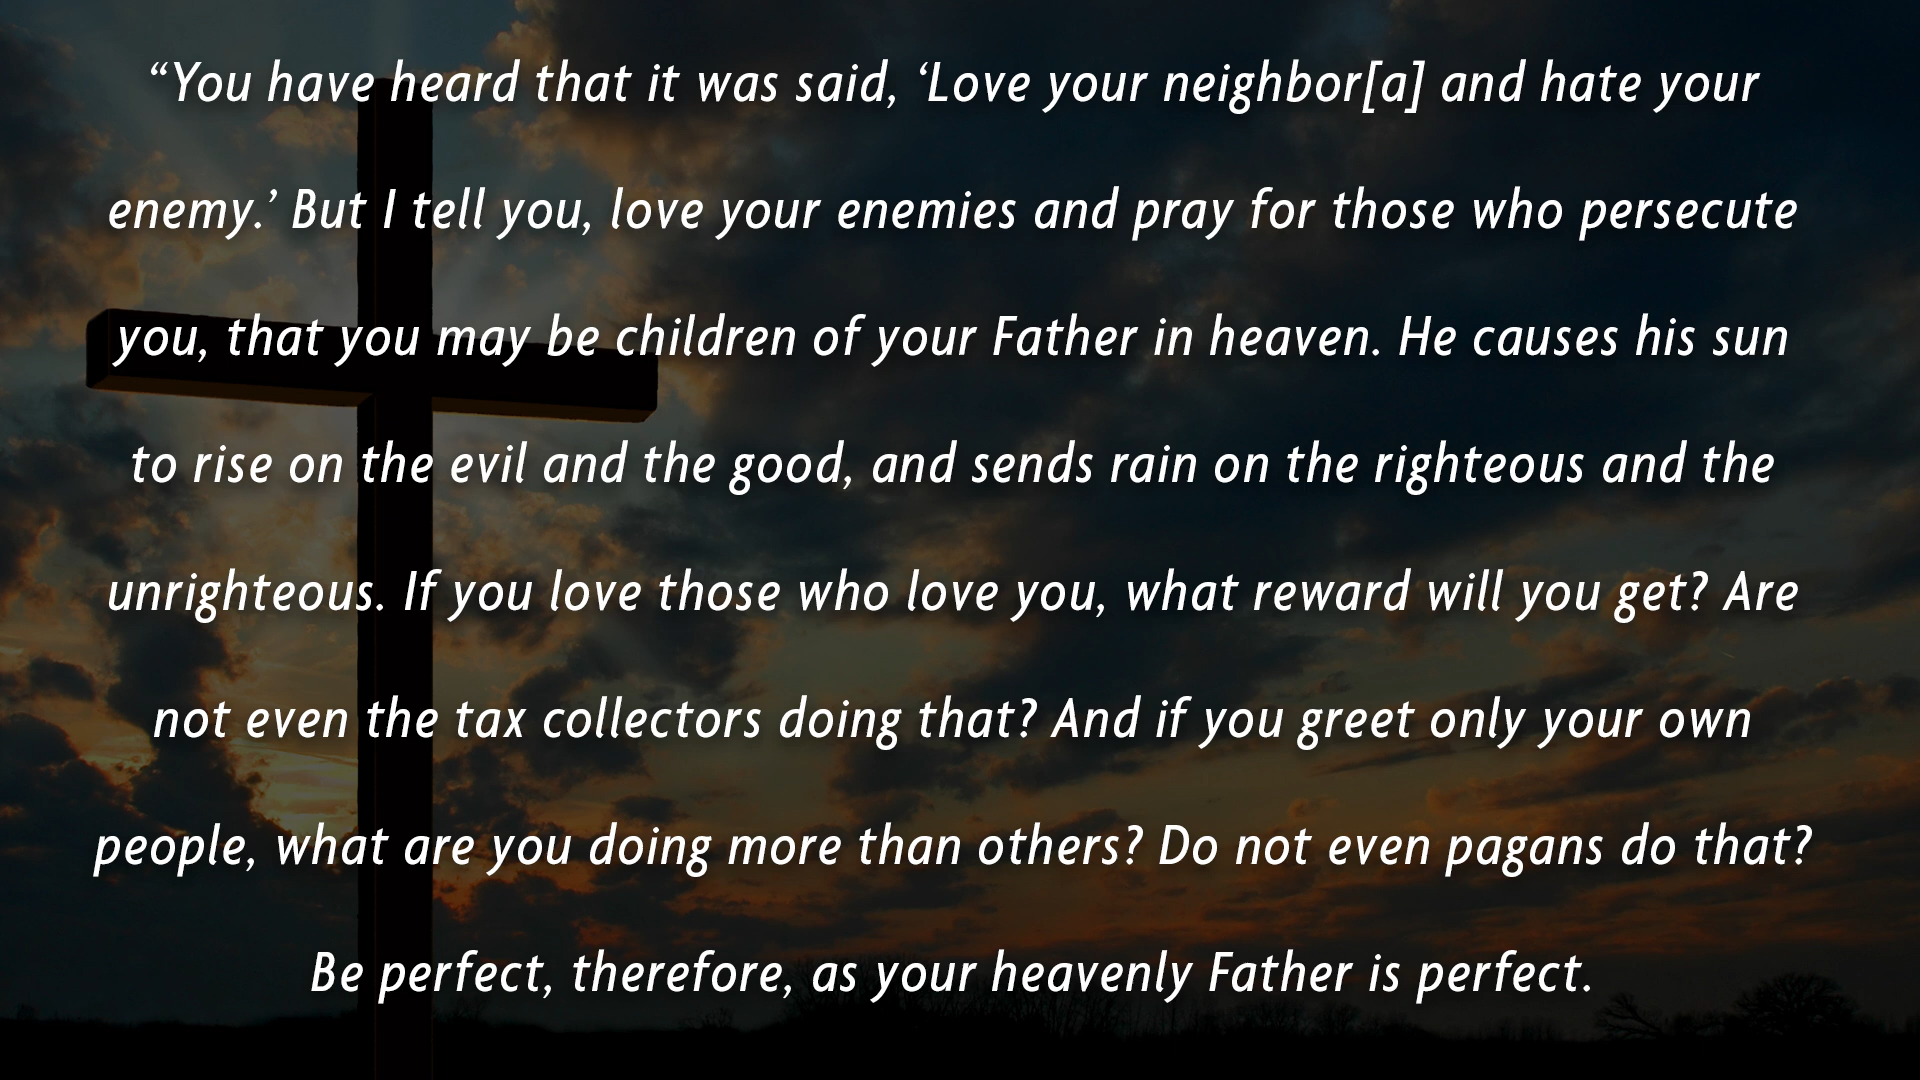 “You have heard that it was said, ‘Love your neighbor[a] and hate your
enemy.’ But I tell you, love your enemies and pray for those who persecute
you, that you may be children of your Father in heaven. He causes his sun
to rise on the evil and the good, and sends rain on the righteous and the
unrighteous. If you love those who love you, what reward will you get? Are
not even the tax collectors doing that? And if you greet only your own
people, what are you doing more than others? Do not even pagans do that?
Be perfect, therefore, as your heavenly Father is perfect.